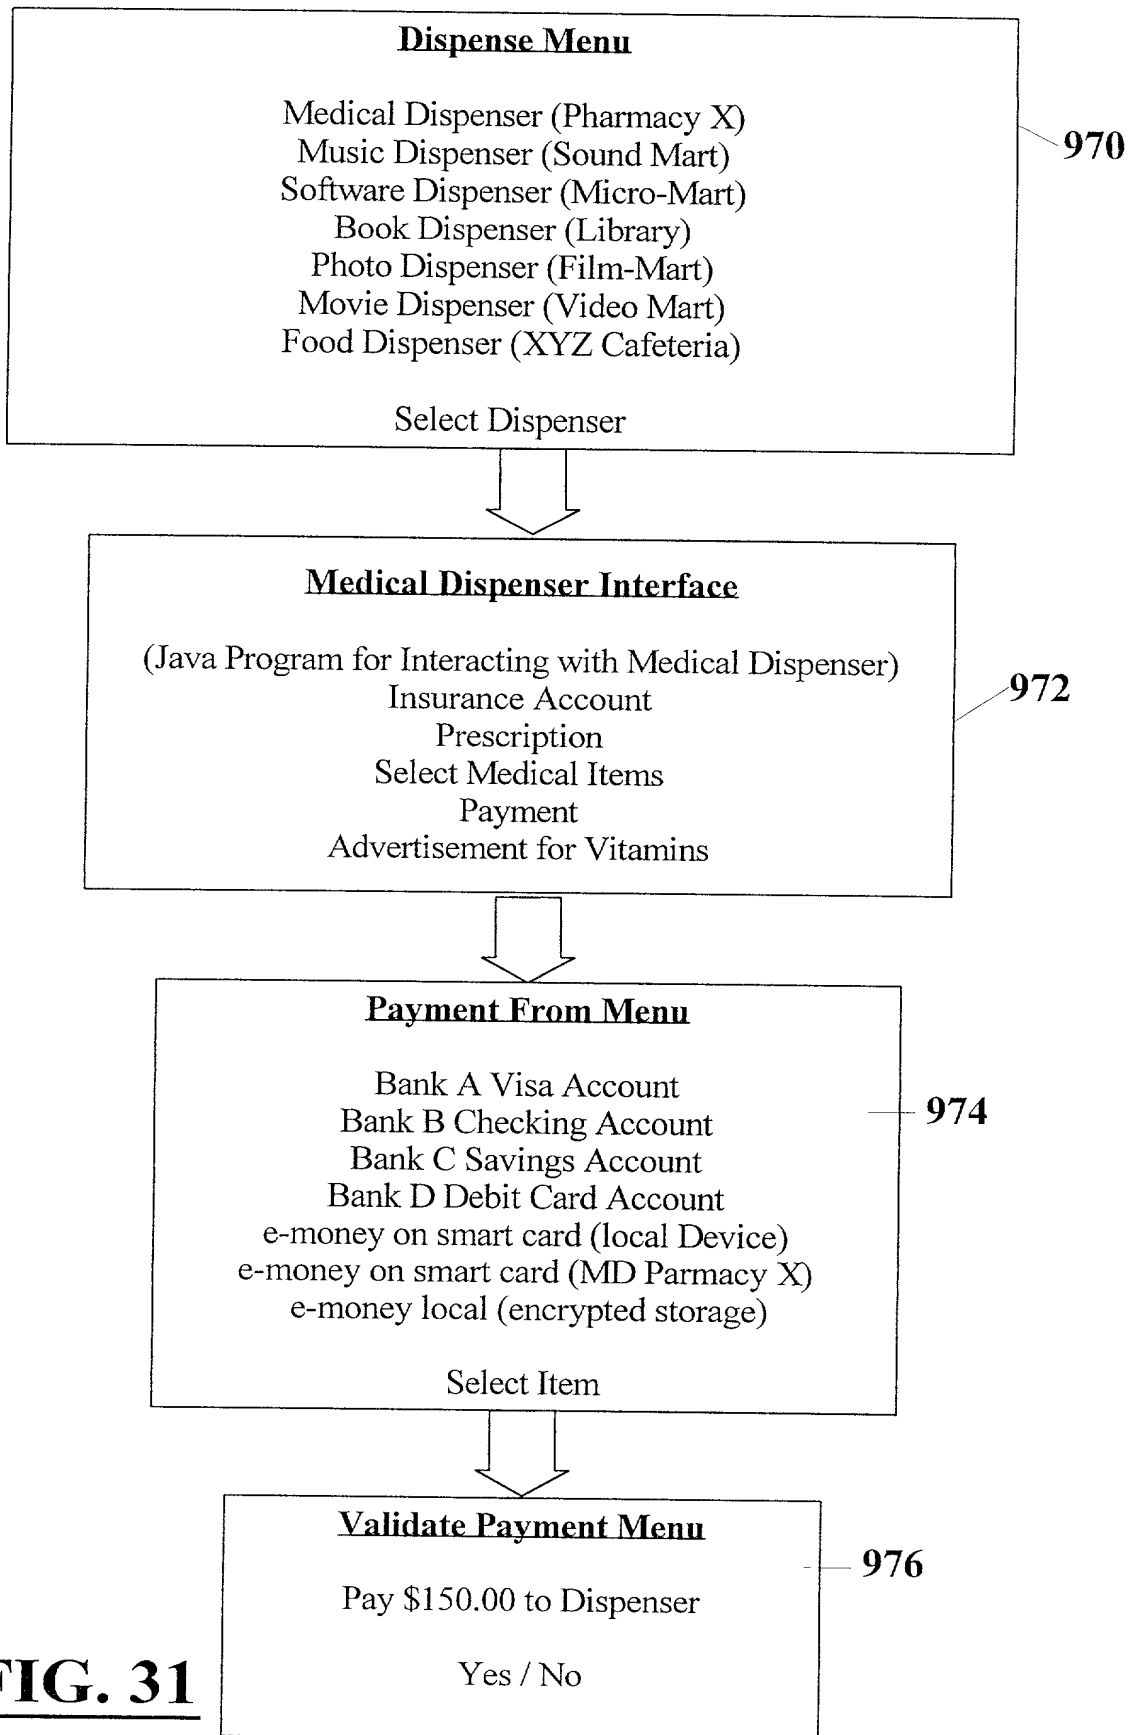 Dispense Menu
Medical Dispenser (Pharmacy X)
Music Dispenser (Sound Mart)
Software Dispenser (Micro-Mart)
Book Dispenser (Library)
Photo Dispenser (Film-Mart)
Movie Dispenser (Video Mart)
Food Dispenser (XYZ Cafeteria)
Select Dispenser
970
Medical Dispenser Interface
(Java Program for Interacting with Medical Dispenser)
Insurance Account
Prescription
Select Medical Items
Payment
Advertisement for Vitamins
972
Payment From Menu
Bank A Visa Account
Bank B Checking Account
Bank C Savings Account
Bank D Debit Card Account
e-money on smart card (local Device)
e-money on smart card (MD Parmacy X)
e-money local (encrypted storage)
Select Item
974
Validate Payment Menu
Pay $150.00 to Dispenser
Yes / No
976
FIG. 31